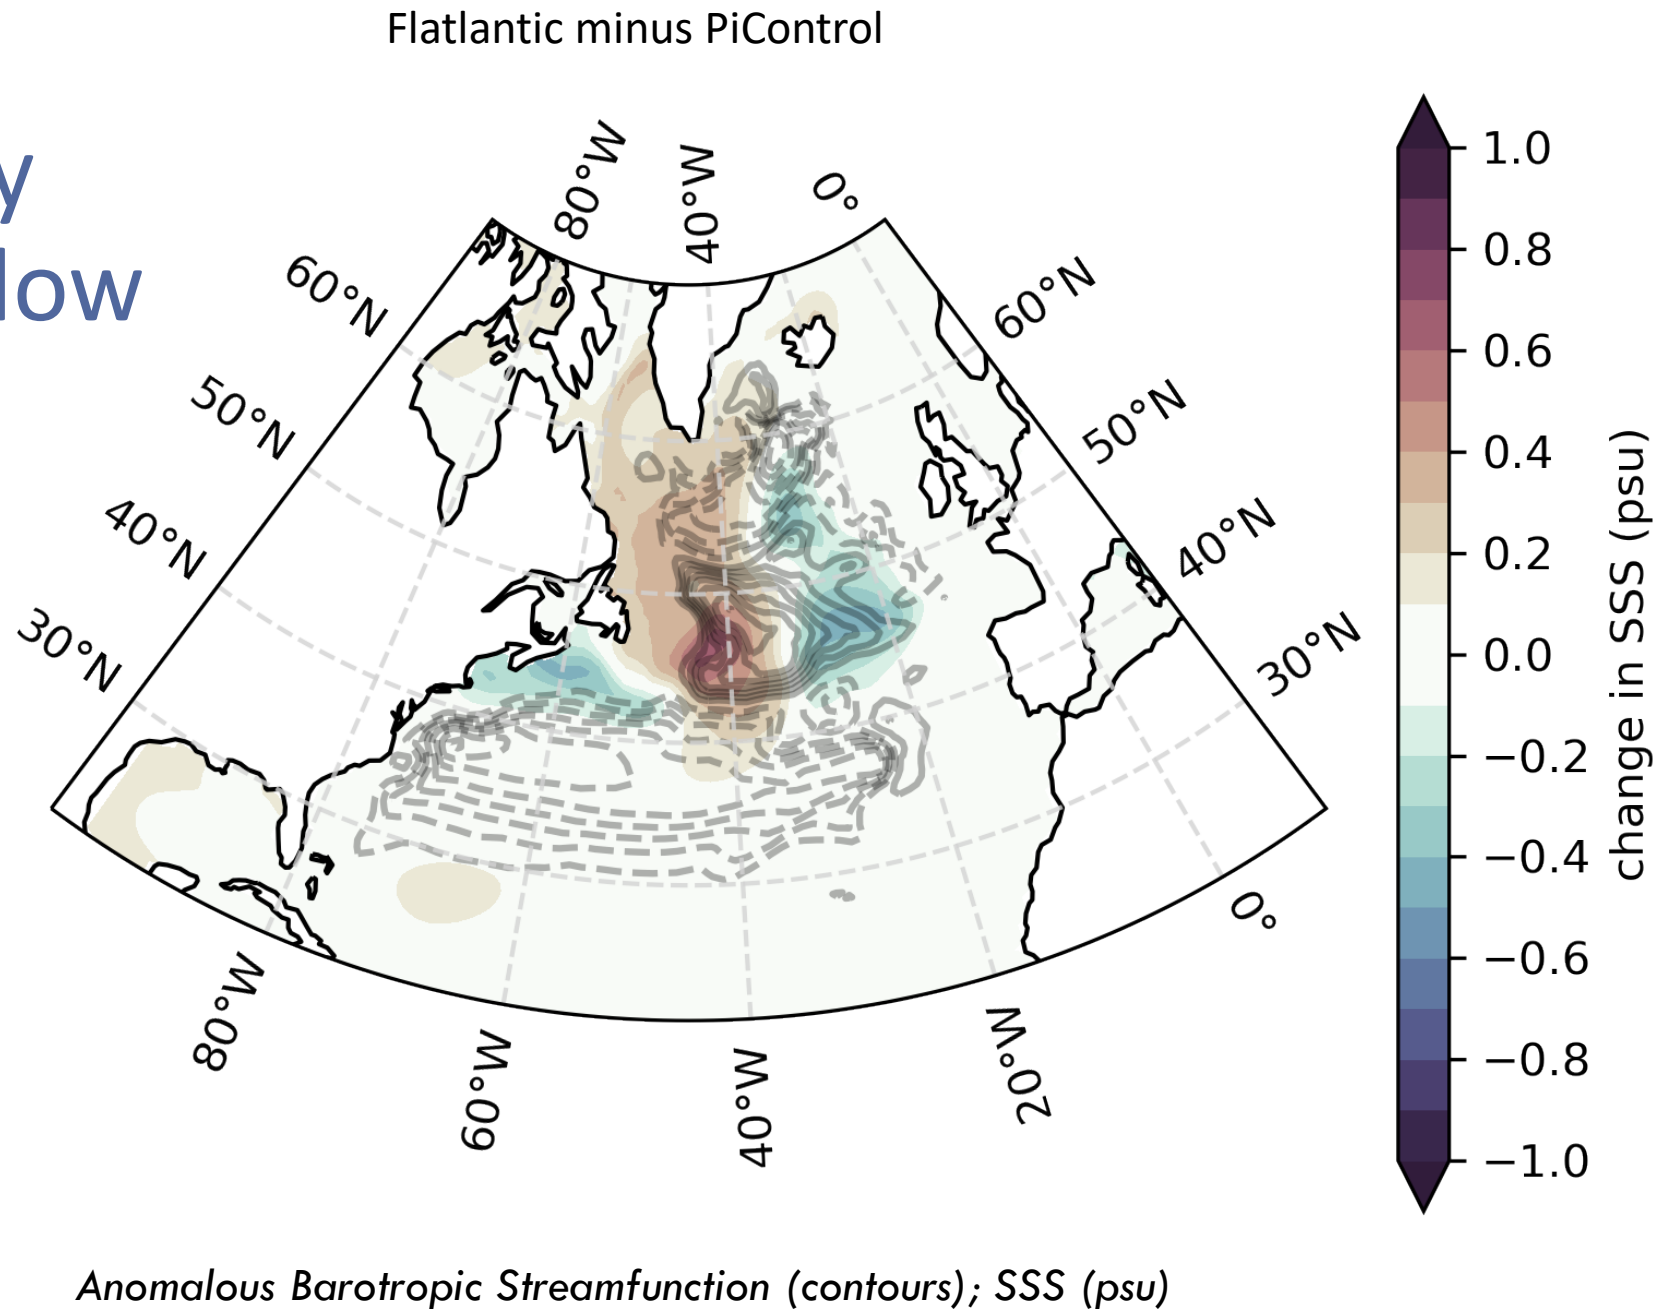 Flatlantic minus PiControl
y
low
80°W
40°W
0°
60°N
50°N
40°N
30°N
60°N
50°N
40°N
30°N
0°
80°W
60°W
40°W
20°W
1.0
0.8
0.6
0.4
0.2
0.0
−0.2
−0.4
−0.6
−0.8
−1.0
change in SSS (psu)
Anomalous Barotropic Streamfunction (contours); SSS (psu)